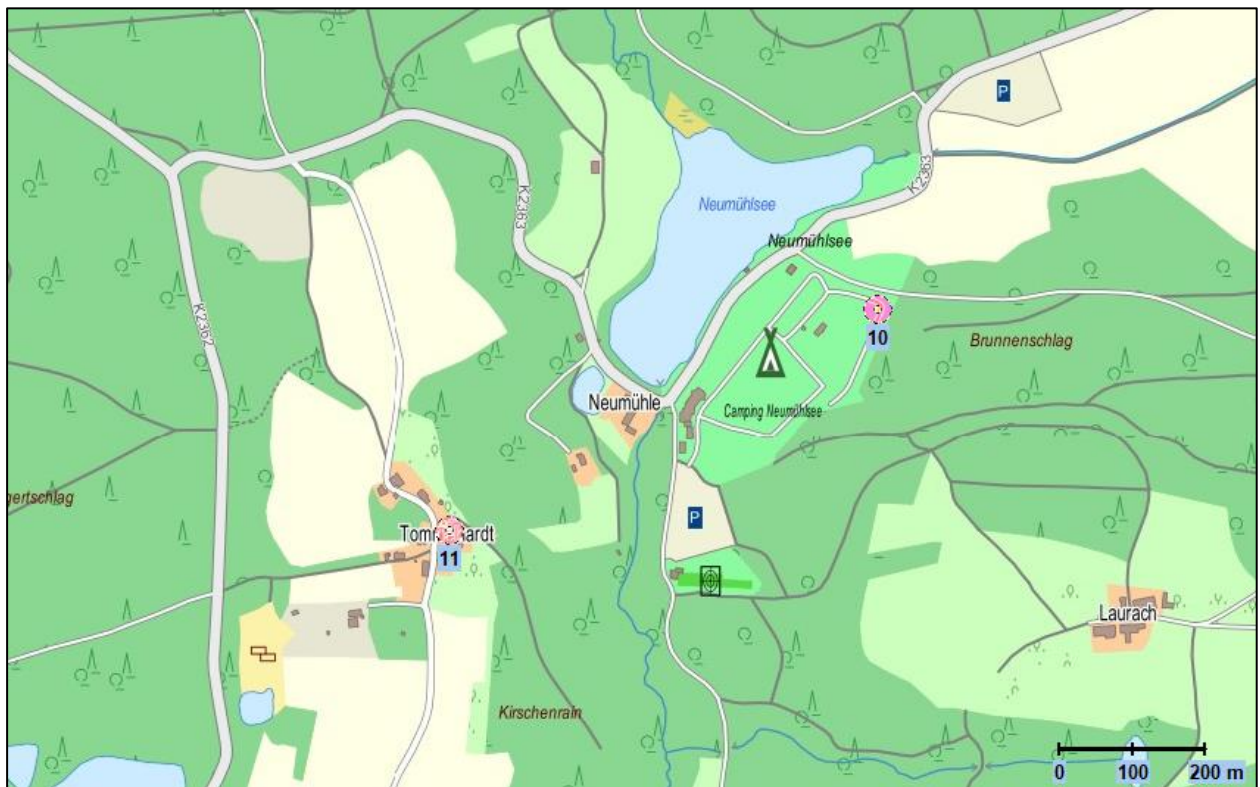 P
K2363
K2363
Neumühlsee
Neumühlsee
K2362
10
Brunnenschlag
Neumühle
Camping Neumühlsee
gertschlag
P
11
Laurach
Kirschenrain
0 100 200 m